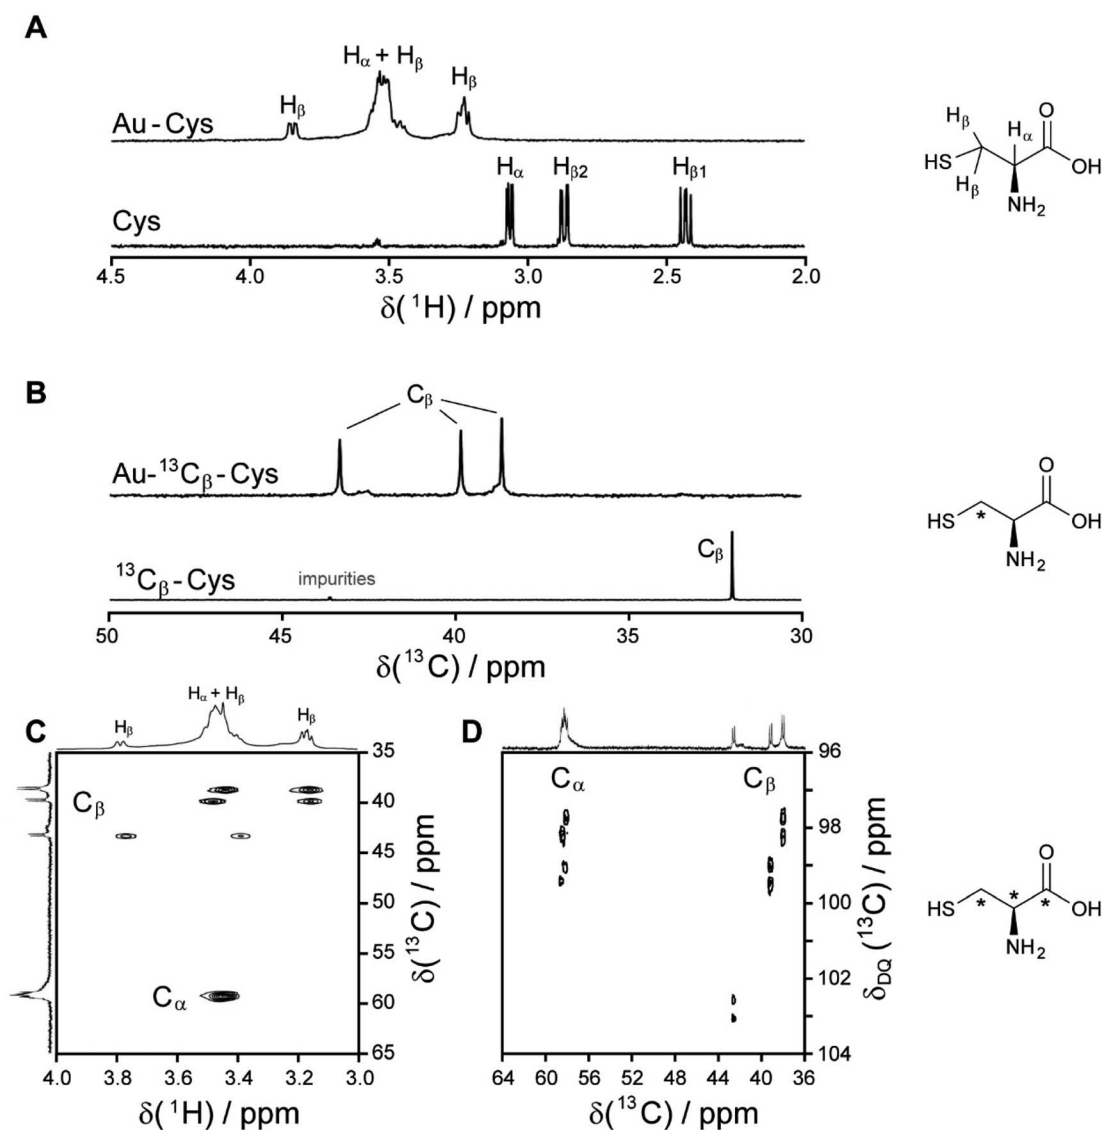 A
Hα + Hβ
Hβ
Hβ
Au - Cys
Hα
Hβ2
Hβ1
Cys
4.5 4.0 3.5 3.0 2.5 2.0
δ(¹H) / ppm
Hβ
Hα
O
HS
OH
Hβ
NH₂
B
Cβ
Au-¹³Cβ - Cys
Cβ
¹³Cβ - Cys
impurities
50 45 40 35 30
δ(¹³C) / ppm
O
HS
*
OH
NH₂
C
Hα + Hβ
Hβ
Hβ
Cβ
Cα
35
40
45
50
55
60
65
δ(¹³C) / ppm
4.0 3.8 3.6 3.4 3.2 3.0
δ(¹H) / ppm
D
Cα
Cβ
96
98
100
102
104
δDQ (¹³C) / ppm
64 60 56 52 48 44 40 36
δ(¹³C) / ppm
O
HS
* * *
OH
NH₂